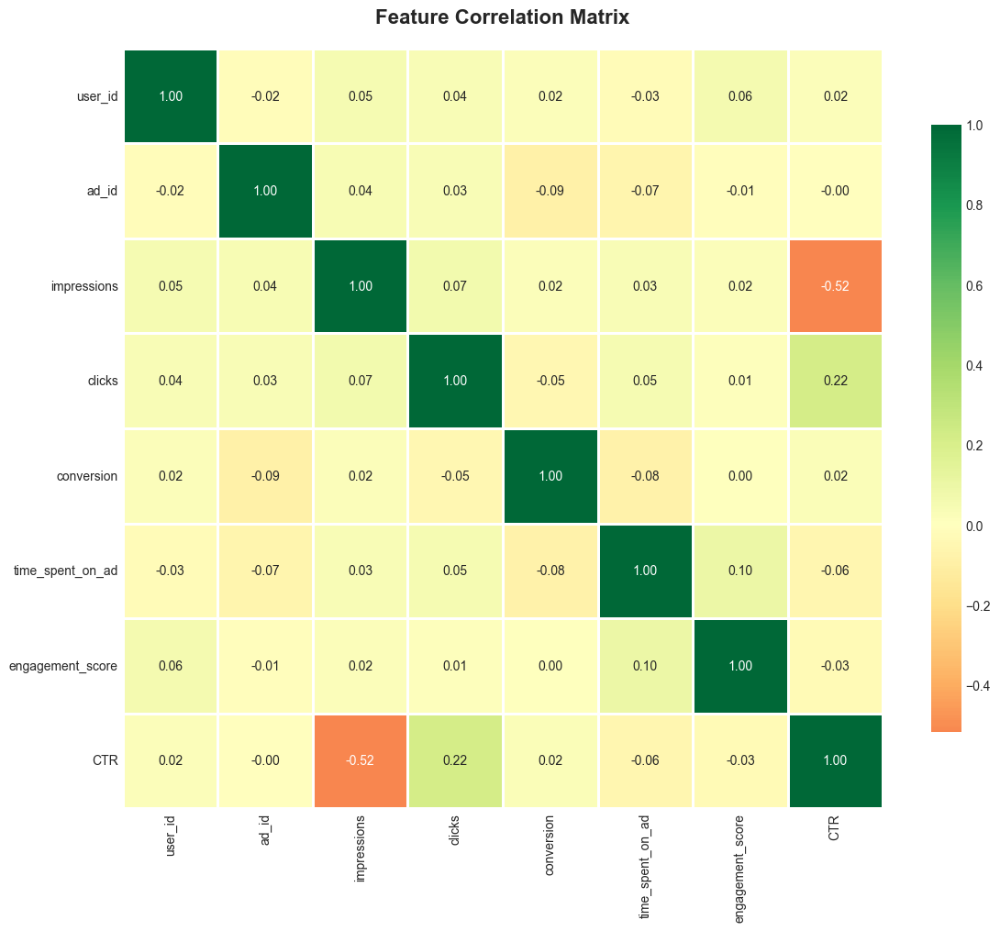 Feature Correlation Matrix
user_id 1.00 -0.02 0.05 0.04 0.02 -0.03 0.06 0.02
ad_id -0.02 1.00 0.04 0.03 -0.09 -0.07 -0.01 -0.00
impressions 0.05 0.04 1.00 0.07 0.02 0.03 0.02 -0.52
clicks 0.04 0.03 0.07 1.00 -0.05 0.05 0.01 0.22
conversion 0.02 -0.09 0.02 -0.05 1.00 -0.08 0.00 0.02
time_spent_on_ad -0.03 -0.07 0.03 0.05 -0.08 1.00 0.10 -0.06
engagement_score 0.06 -0.01 0.02 0.01 0.00 0.10 1.00 -0.03
CTR 0.02 -0.00 -0.52 0.22 0.02 -0.06 -0.03 1.00
user_id
ad_id
impressions
clicks
conversion
time_spent_on_ad
engagement_score
CTR
1.0
0.8
0.6
0.4
0.2
0.0
−0.2
−0.4